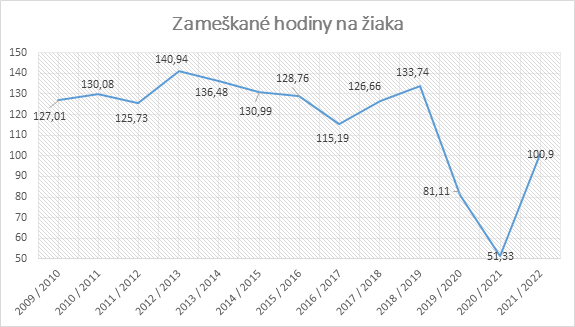 Zameškané hodiny na žiaka
150
140
130
120
110
100
90
80
70
60
50
127,01
130,08
125,73
140,94
136,48
130,99
128,76
115,19
126,66
133,74
81,11
51,33
100,9
2009 / 2010
2010 / 2011
2011 / 2012
2012 / 2013
2013 / 2014
2014 / 2015
2015 / 2016
2016 / 2017
2017 / 2018
2018 / 2019
2019 / 2020
2020 / 2021
2021 / 2022